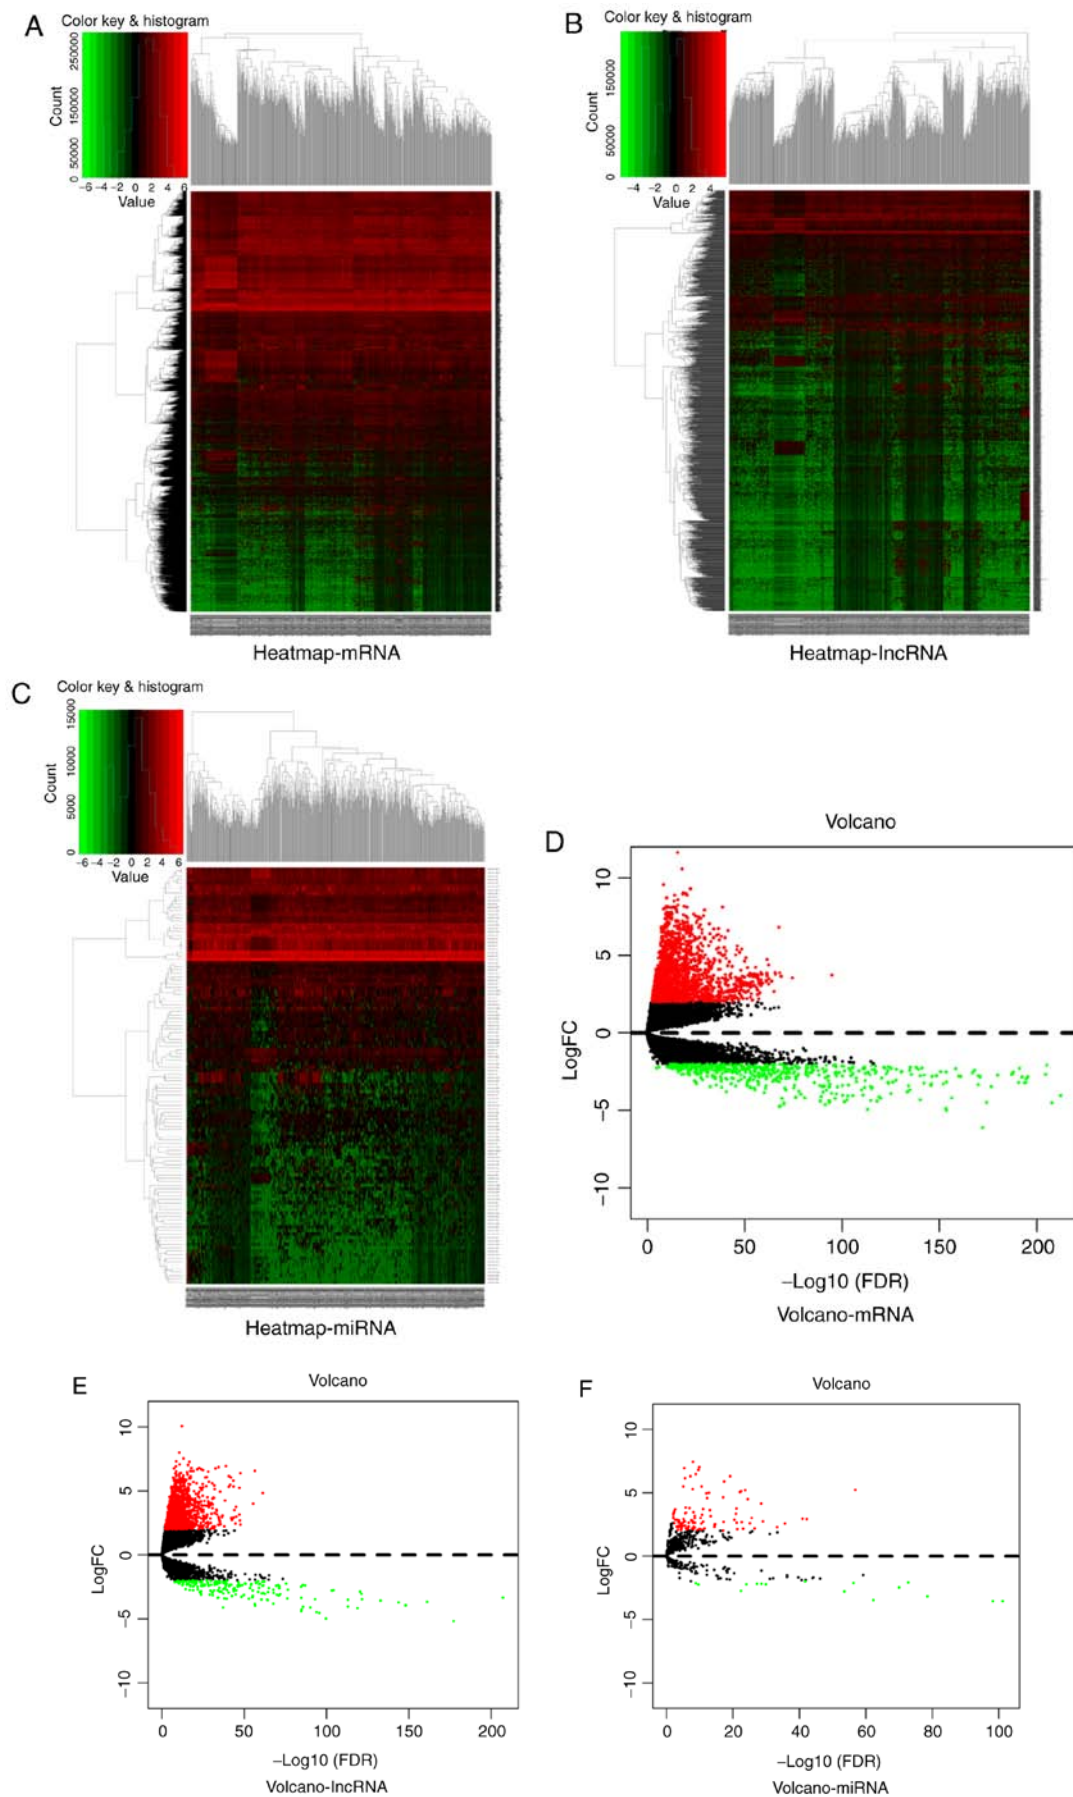 A
Color key & histogram
Count
0 50000 150000 250000
−6 −4 −2 0 2 4 6
Value
Heatmap-mRNA
B
Color key & histogram
Count
0 50000 150000
−4 −2 0 2 4
Value
Heatmap-lncRNA
C
Color key & histogram
Count
0 5000 10000 15000
−6 −4 −2 0 2 4 6
Value
Heatmap-miRNA
D
Volcano
LogFC
10
5
0
−5
−10
0 50 100 150 200
−Log10 (FDR)
Volcano-mRNA
E
Volcano
LogFC
10
5
0
−5
−10
0 50 100 150 200
−Log10 (FDR)
Volcano-lncRNA
F
Volcano
LogFC
10
5
0
−5
−10
0 20 40 60 80 100
−Log10 (FDR)
Volcano-miRNA